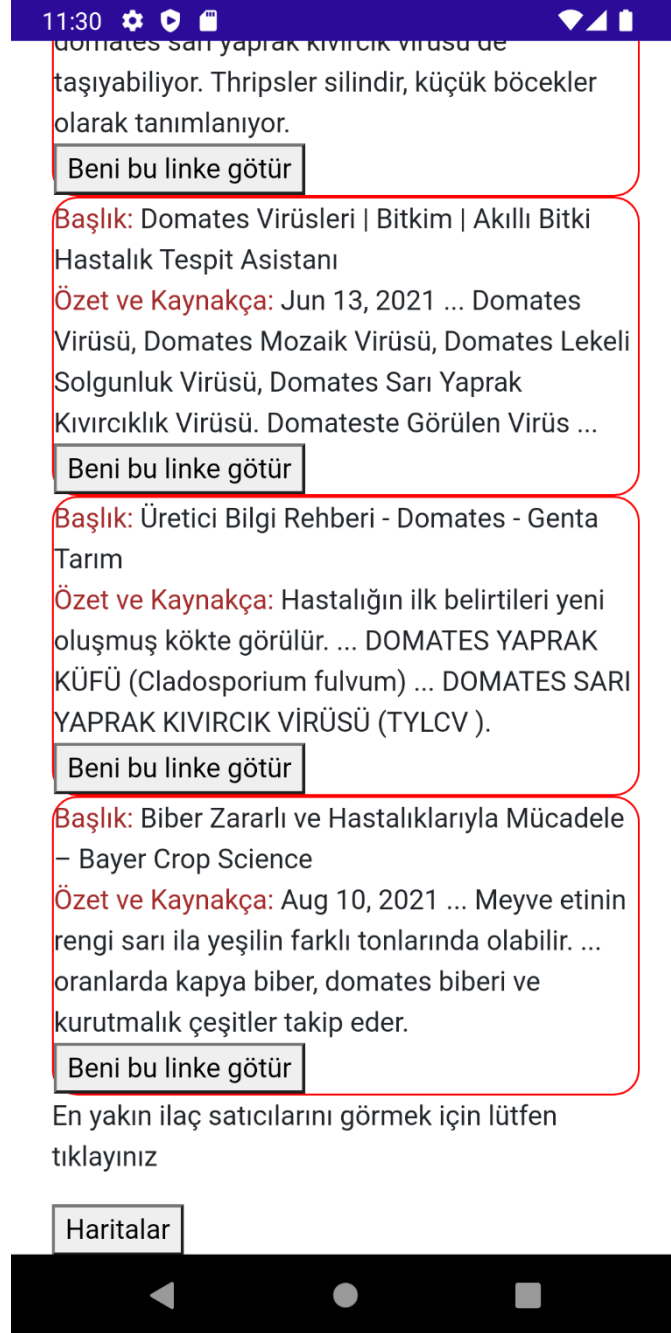 11:30
domates sarı yaprak kıvırcık virüsü de
taşıyabiliyor. Thripsler silindir, küçük böcekler
olarak tanımlanıyor.
Beni bu linke götür
Başlık: Domates Virüsleri | Bitkim | Akıllı Bitki
Hastalık Tespit Asistanı
Özet ve Kaynakça: Jun 13, 2021 ... Domates
Virüsü, Domates Mozaik Virüsü, Domates Lekeli
Solgunluk Virüsü, Domates Sarı Yaprak
Kıvırcıklık Virüsü. Domateste Görülen Virüs ...
Beni bu linke götür
Başlık: Üretici Bilgi Rehberi - Domates - Genta
Tarım
Özet ve Kaynakça: Hastalığın ilk belirtileri yeni
oluşmuş kökte görülür. ... DOMATES YAPRAK
KÜFÜ (Cladosporium fulvum) ... DOMATES SARI
YAPRAK KIVIRCIK VİRÜSÜ (TYLCV ).
Beni bu linke götür
Başlık: Biber Zararlı ve Hastalıklarıyla Mücadele
– Bayer Crop Science
Özet ve Kaynakça: Aug 10, 2021 ... Meyve etinin
rengi sarı ila yeşilin farklı tonlarında olabilir. ...
oranlarda kapya biber, domates biberi ve
kurutmalık çeşitler takip eder.
Beni bu linke götür
En yakın ilaç satıcılarını görmek için lütfen
tıklayınız
Haritalar